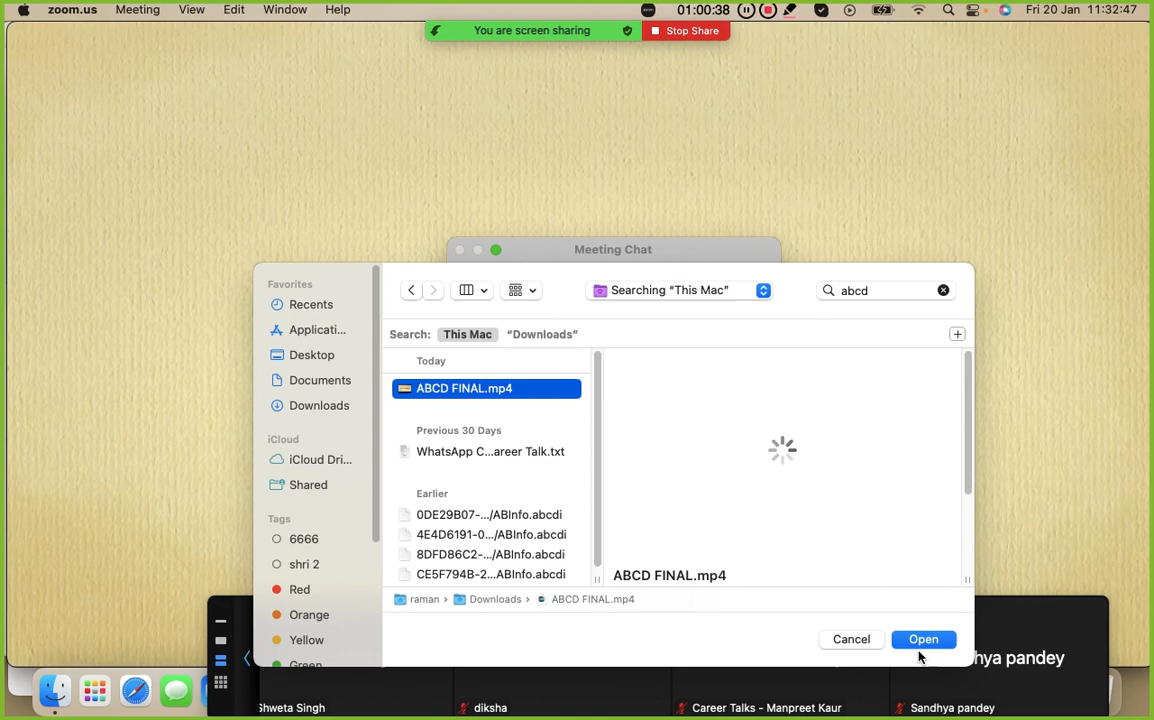 zoom.us Meeting View Edit Window Help 01:00:38 Fri 20 Jan 11:32:47
You are screen sharing Stop Share
Meeting Chat
Favorites
Recents
Applicati...
Desktop
Documents
Downloads
iCloud
iCloud Dri...
Shared
Tags
6666
shri 2
Red
Orange
Yellow
Green
Searching “This Mac” abcd
Search: This Mac “Downloads”
Today
ABCD FINAL.mp4
Previous 30 Days
WhatsApp C...areer Talk.txt
Earlier
0DE29B07-.../ABInfo.abcdi
4E4D6191-0.../ABInfo.abcdi
8DFD86C2-.../ABInfo.abcdi
CE5F794B-2...ABInfo.abcdi
ABCD FINAL.mp4
raman › Downloads › ABCD FINAL.mp4
Cancel Open
hya pandey
Shweta Singh diksha Career Talks - Manpreet Kaur Sandhya pandey